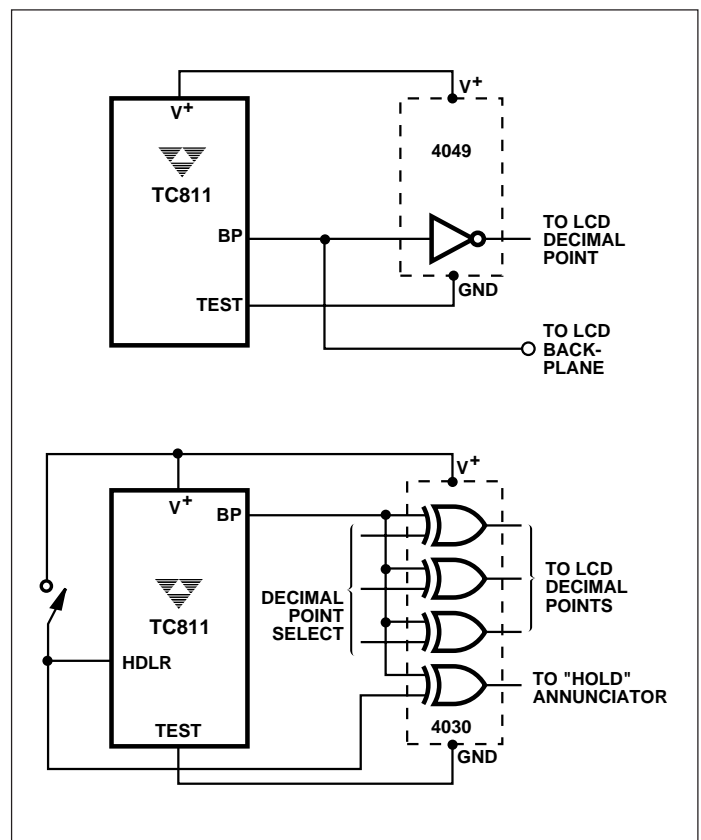 V+
V+
4049
TC811
BP
TO LCD
DECIMAL
POINT
TEST
GND
TO LCD
BACK-
PLANE
V+
V+
BP
TO LCD
DECIMAL
POINTS
DECIMAL
POINT
SELECT
TC811
HDLR
TO "HOLD"
ANNUNCIATOR
TEST
4030
GND